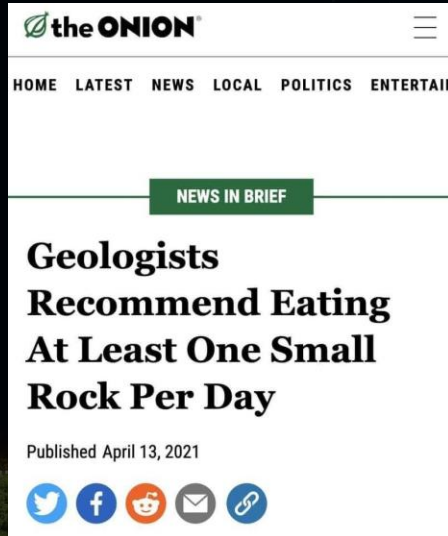 the ONION®
HOME LATEST NEWS LOCAL POLITICS ENTERTAI
NEWS IN BRIEF
Geologists
Recommend Eating
At Least One Small
Rock Per Day
Published April 13, 2021